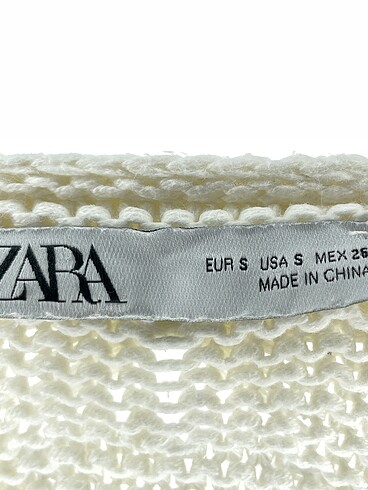 ZARA
EUR S USA S MEX 26
MADE IN CHINA